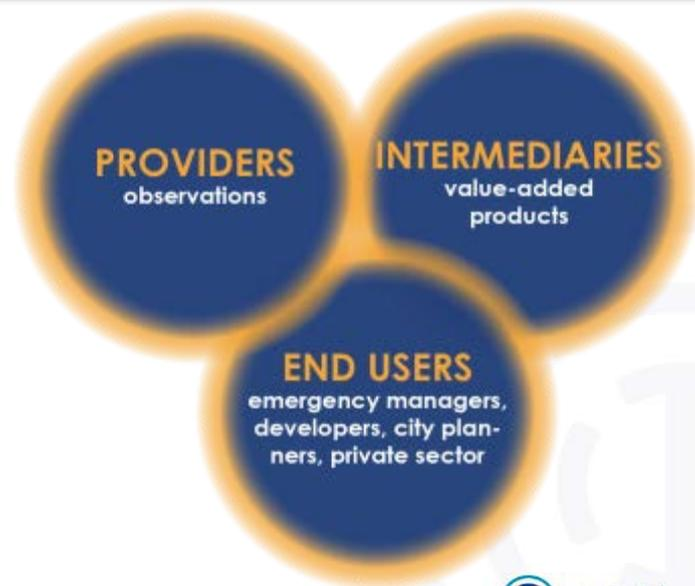 PROVIDERS
observations
INTERMEDIARIES
value-added
products
END USERS
emergency managers,
developers, city plan-
ners, private sector